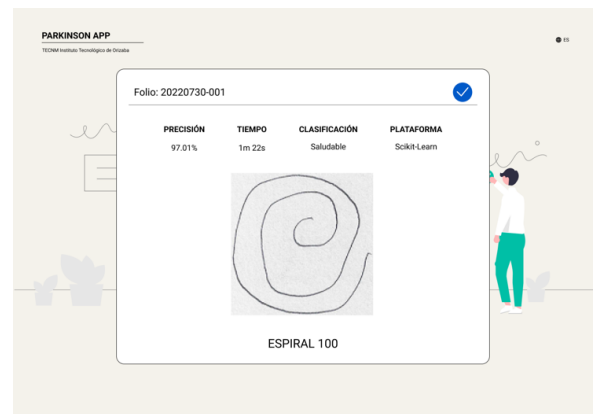 PARKINSON APP
TECNM Instituto Tecnológico de Orizaba
ES
Folio: 20220730-001
PRECISIÓN TIEMPO CLASIFICACIÓN PLATAFORMA
97.01% 1m 22s Saludable Scikit-Learn
ESPIRAL 100